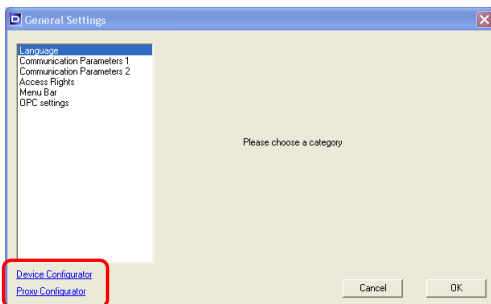 General Settings
Language
Communication Parameters 1
Communication Parameters 2
Access Rights
Menu Bar
OPC settings
Please choose a category
Device Configurator
Proxy Configurator
Cancel
OK